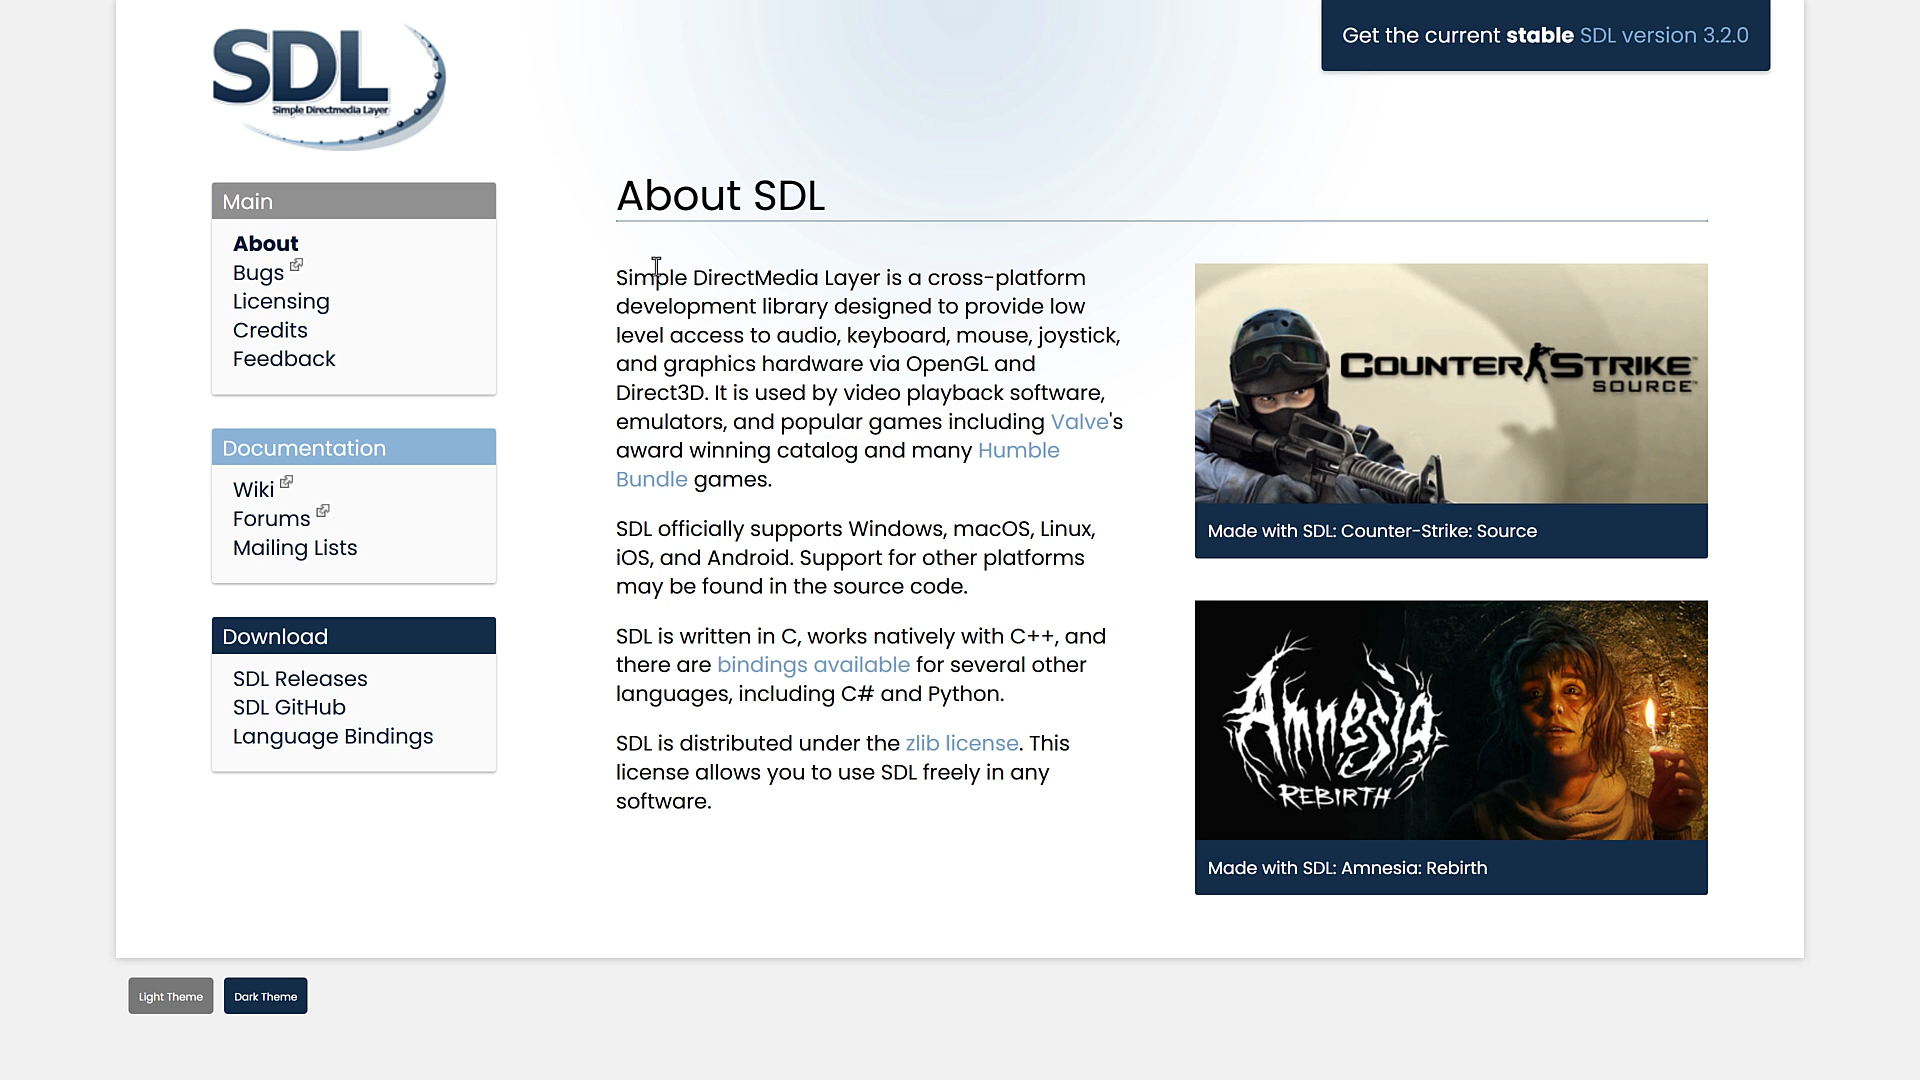 SDL
Simple Directmedia Layer
Get the current stable SDL version 3.2.0
Main
About
Bugs
Licensing
Credits
Feedback
Documentation
Wiki
Forums
Mailing Lists
Download
SDL Releases
SDL GitHub
Language Bindings
About SDL
Simple DirectMedia Layer is a cross-platform
development library designed to provide low
level access to audio, keyboard, mouse, joystick,
and graphics hardware via OpenGL and
Direct3D. It is used by video playback software,
emulators, and popular games including Valve's
award winning catalog and many Humble
Bundle games.
SDL officially supports Windows, macOS, Linux,
iOS, and Android. Support for other platforms
may be found in the source code.
SDL is written in C, works natively with C++, and
there are bindings available for several other
languages, including C# and Python.
SDL is distributed under the zlib license. This
license allows you to use SDL freely in any
software.
COUNTER STRIKE
SOURCE
Made with SDL: Counter-Strike: Source
Amnesia
REBIRTH
Made with SDL: Amnesia: Rebirth
Light Theme
Dark Theme